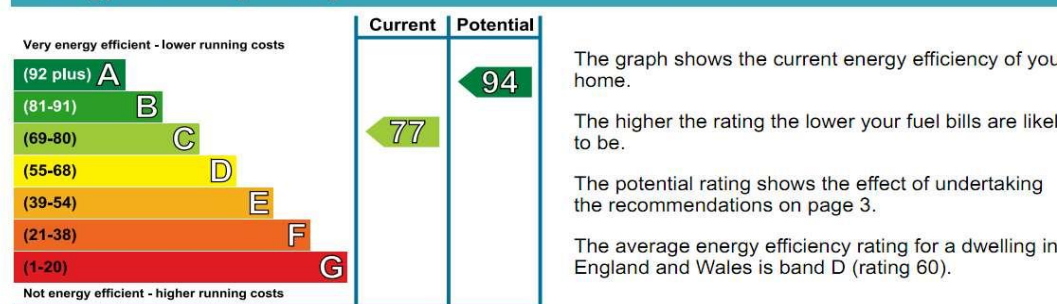 Current Potential
Very energy efficient - lower running costs
(92 plus) A
(81-91) B
(69-80) C
(55-68) D
(39-54) E
(21-38) F
(1-20) G
Not energy efficient - higher running costs
94
77
The graph shows the current energy efficiency of you
home.
The higher the rating the lower your fuel bills are likel
to be.
The potential rating shows the effect of undertaking
the recommendations on page 3.
The average energy efficiency rating for a dwelling in
England and Wales is band D (rating 60).